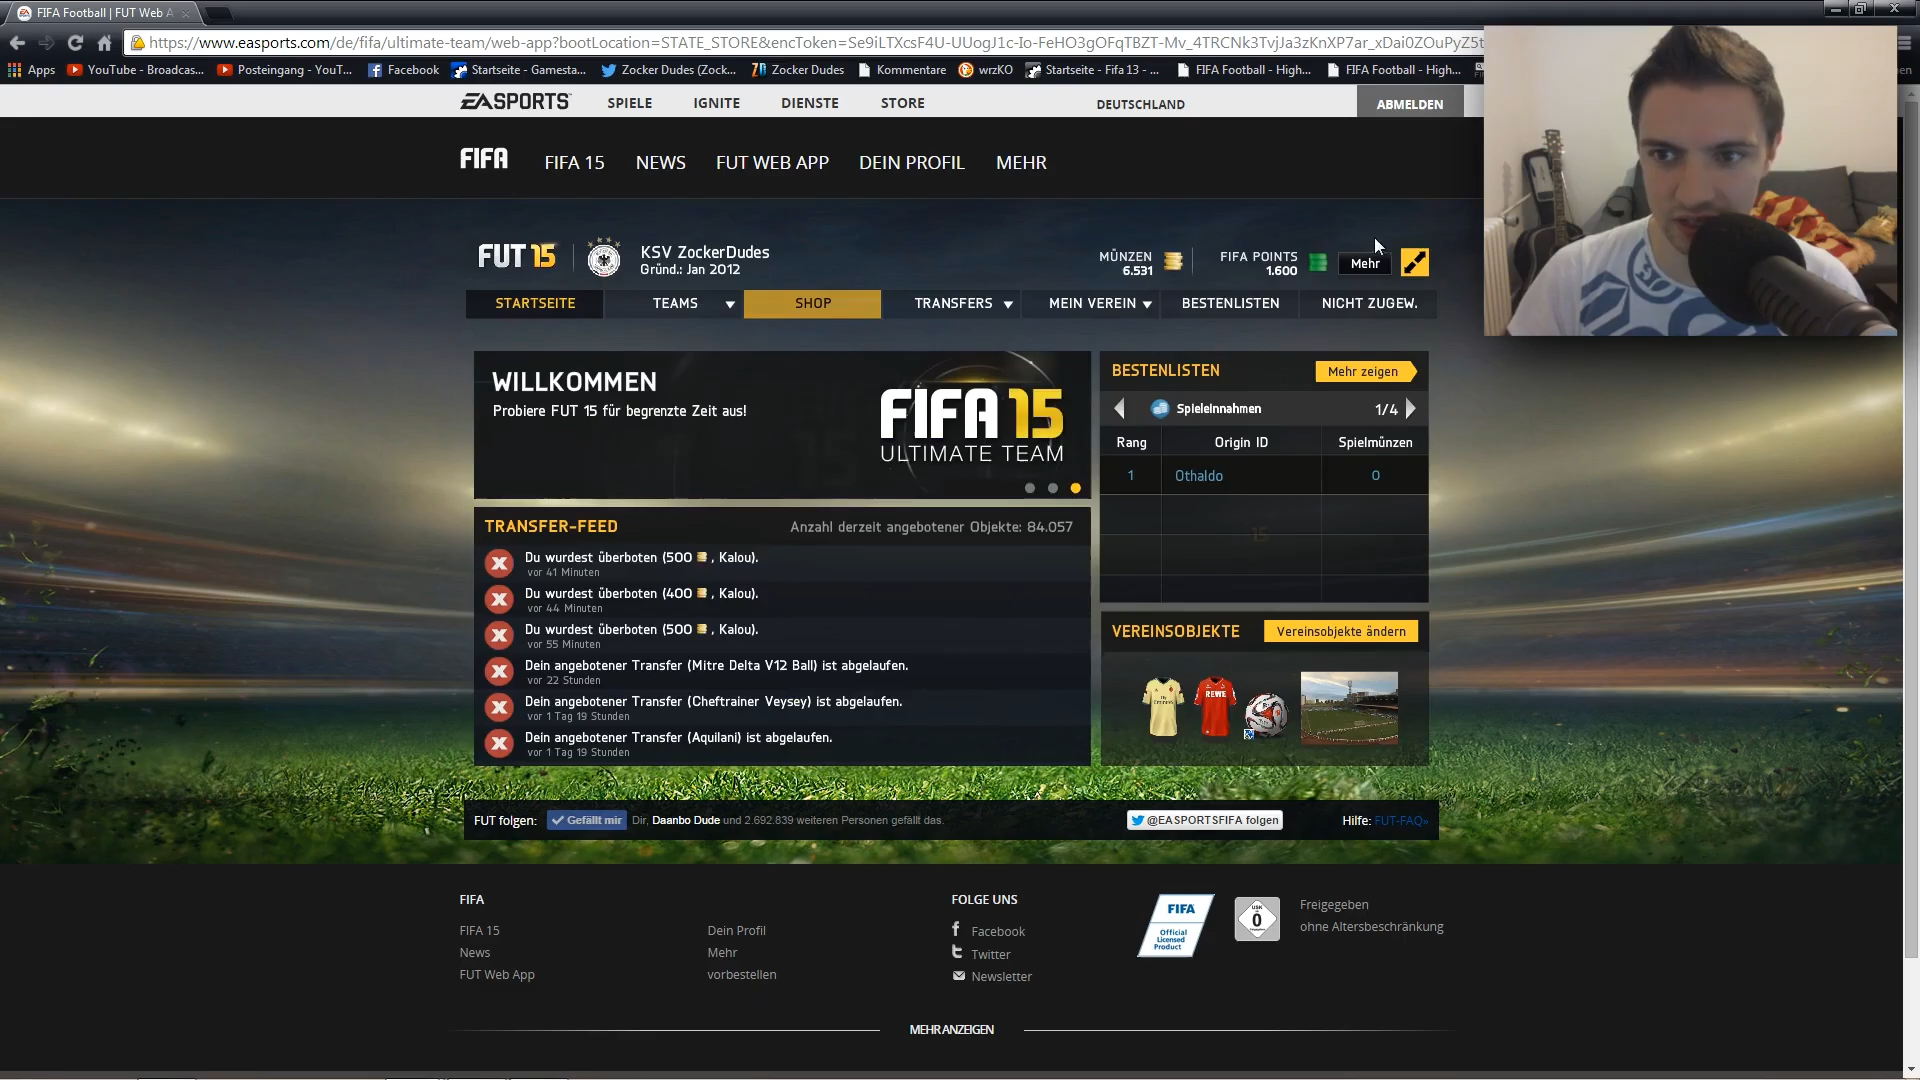 FIFA Football | FUT Web A
https://www.easports.com/de/fifa/ultimate-team/web-app?bootLocation=STATE_STORE&encToken=Se9iLTXcsF4U-UUogJ1c-Io-FeHO3gOFqTBZT-Mv_4TRCNk3TvjJa3zKnXP7ar_xDai0ZOuPyZ5t
Apps YouTube - Broadcas... Posteingang - YouT... Facebook Startseite - Gamesta... Zocker Dudes (Zock... Zocker Dudes Kommentare wrzKO Startseite - Fifa 13 - ... FIFA Football - High... FIFA Football - High...
EA SPORTS SPIELE IGNITE DIENSTE STORE DEUTSCHLAND ABMELDEN
FIFA FIFA 15 NEWS FUT WEB APP DEIN PROFIL MEHR
FUT 15 KSV ZockerDudes
Gründ.: Jan 2012
MÜNZEN
6.531
FIFA POINTS
1.600
Mehr
STARTSEITE TEAMS SHOP TRANSFERS MEIN VEREIN BESTENLISTEN NICHT ZUGEW.
WILLKOMMEN
Probiere FUT 15 für begrenzte Zeit aus!
FIFA 15
ULTIMATE TEAM
BESTENLISTEN Mehr zeigen
Spieleinnahmen 1/4
Rang Origin ID Spielmünzen
1 Othaldo 0
TRANSFER-FEED Anzahl derzeit angebotener Objekte: 84.057
Du wurdest überboten (500 , Kalou).
vor 41 Minuten
Du wurdest überboten (400 , Kalou).
vor 44 Minuten
Du wurdest überboten (500 , Kalou).
vor 55 Minuten
Dein angebotener Transfer (Mitre Delta V12 Ball) ist abgelaufen.
vor 22 Stunden
Dein angebotener Transfer (Cheftrainer Veysey) ist abgelaufen.
vor 1 Tag 19 Stunden
Dein angebotener Transfer (Aquilani) ist abgelaufen.
vor 1 Tag 19 Stunden
VEREINSOBJEKTE Vereinsobjekte ändern
REWE
FUT folgen: Gefällt mir Dir, Daanbo Dude und 2.692.839 weiteren Personen gefällt das. @EASPORTSFIFA folgen Hilfe: FUT-FAQ»
FIFA
FIFA 15
News
FUT Web App
Dein Profil
Mehr
vorbestellen
FOLGE UNS
Facebook
Twitter
Newsletter
FIFA
Official
Licensed
Product
USK
0
Freigegeben
ohne Altersbeschränkung
MEHR ANZEIGEN